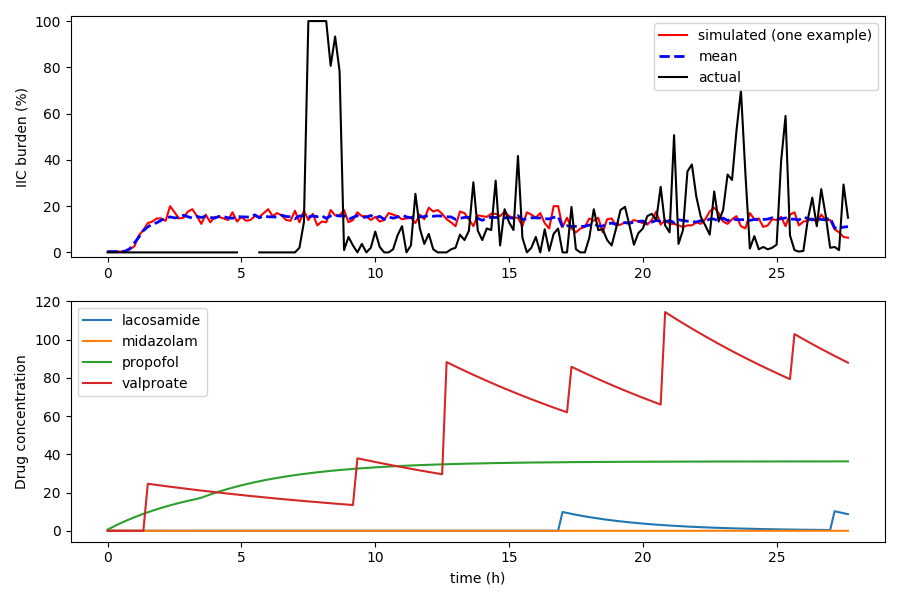 IIC burden (%)
100
80
60
40
20
0
simulated (one example)
mean
actual
0 5 10 15 20 25
Drug concentration
120
100
80
60
40
20
0
lacosamide
midazolam
propofol
valproate
0 5 10 15 20 25
time (h)